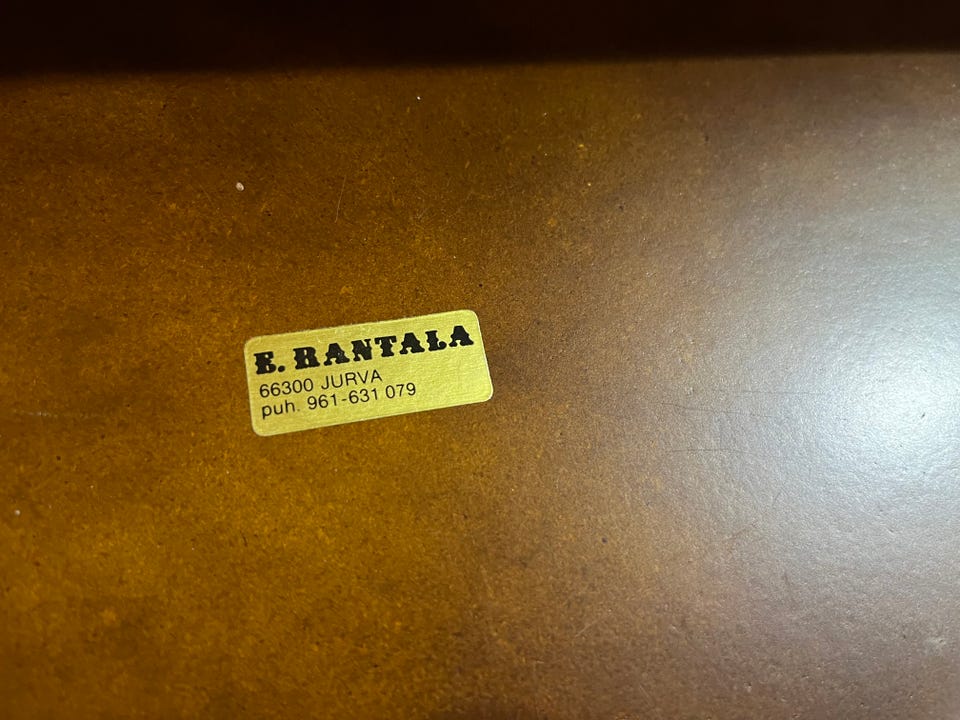 E. RANTALA
66300 JURVA
puh. 961-631 079